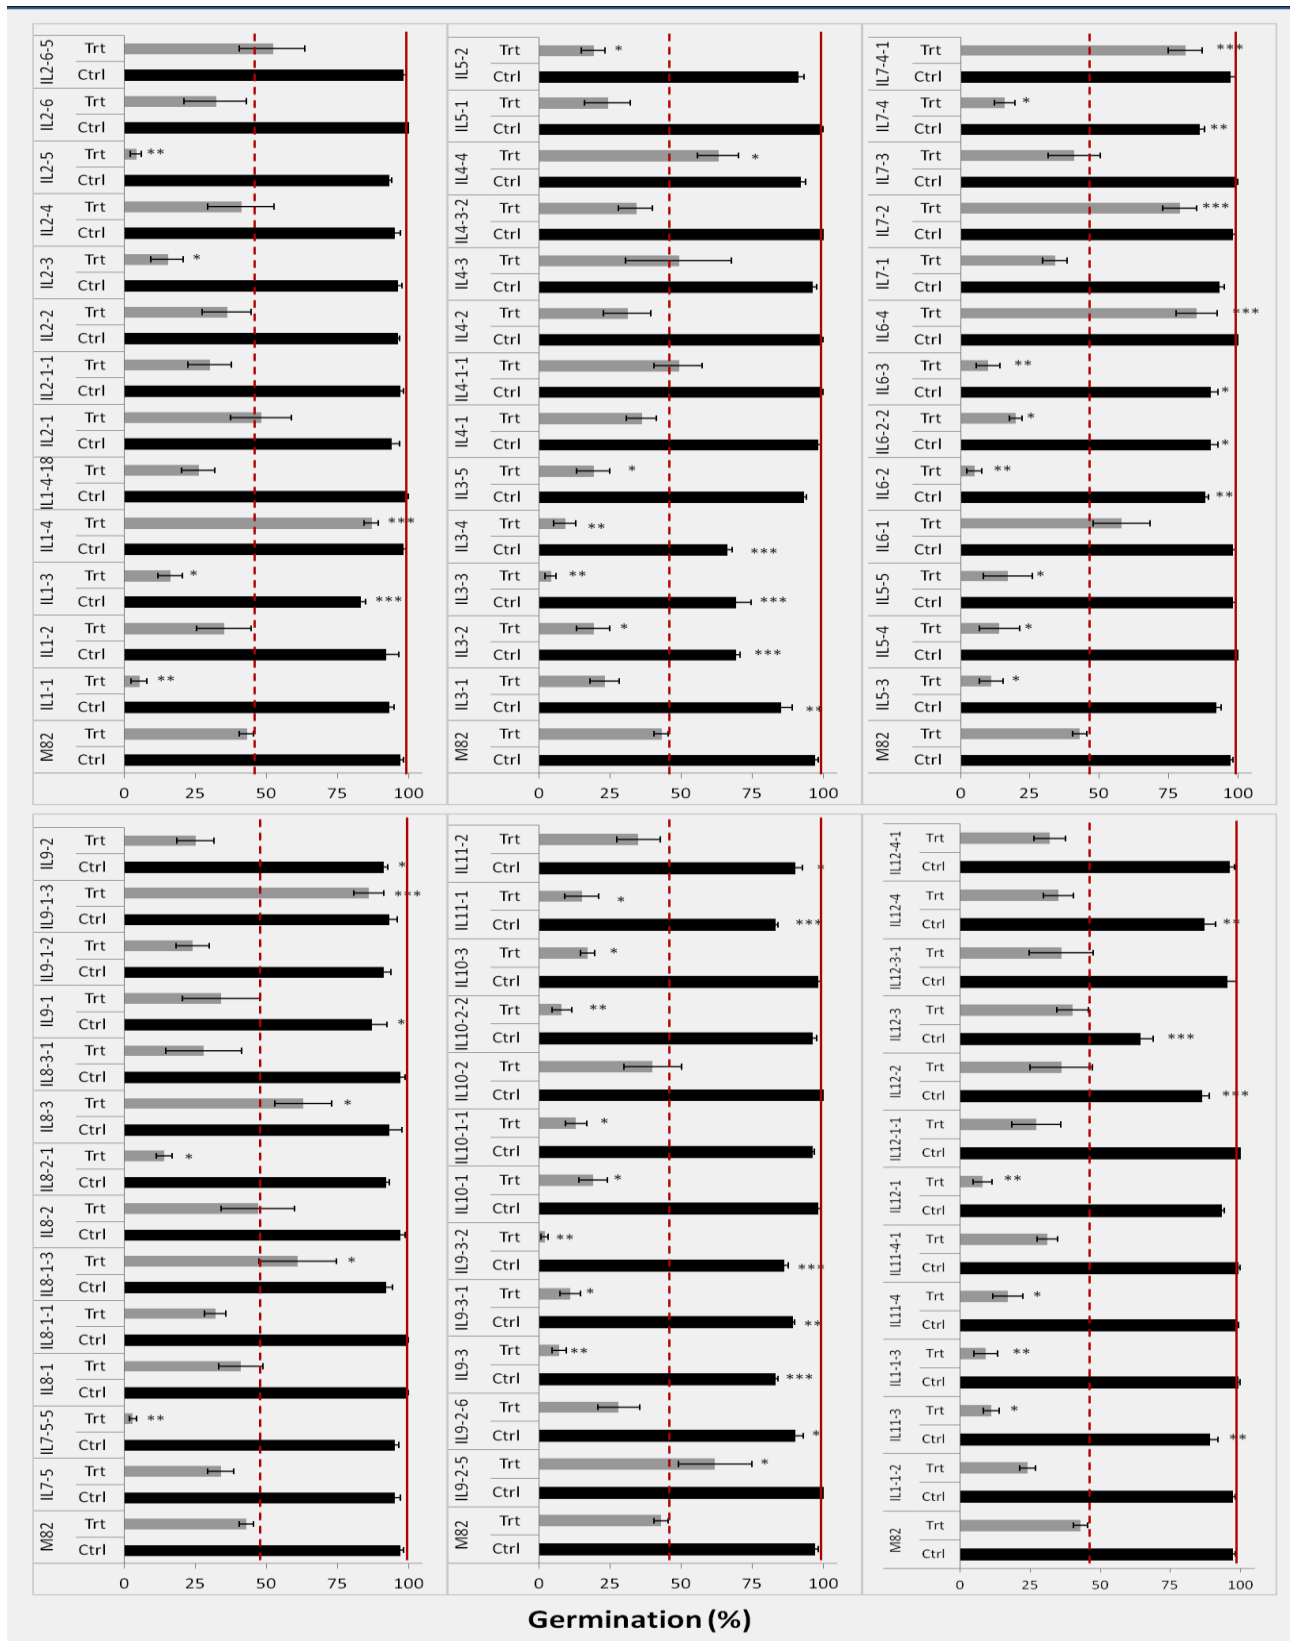 IL2-6-5 Trt
Ctrl
IL2-6 Trt
Ctrl
IL2-5 Trt **
Ctrl
IL2-4 Trt
Ctrl
IL2-3 Trt *
Ctrl
IL2-2 Trt
Ctrl
IL2-1-1 Trt
Ctrl
IL2-1 Trt
Ctrl
IL1-4-18 Trt
Ctrl
IL1-4 Trt ***
Ctrl
IL1-3 Trt *
Ctrl ***
IL1-2 Trt
Ctrl
IL1-1 Trt **
Ctrl
M82 Trt
Ctrl
0 25 50 75 100
IL5-2 Trt *
Ctrl
IL5-1 Trt
Ctrl
IL4-4 Trt *
Ctrl
IL4-3-2 Trt
Ctrl
IL4-3 Trt
Ctrl
IL4-2 Trt
Ctrl
IL4-1-1 Trt
Ctrl
IL4-1 Trt
Ctrl
IL3-5 Trt *
Ctrl
IL3-4 Trt **
Ctrl ***
IL3-3 Trt **
Ctrl ***
IL3-2 Trt *
Ctrl ***
IL3-1 Trt
Ctrl **
M82 Trt
Ctrl
0 25 50 75 100
IL7-4-1 Trt ***
Ctrl
IL7-4 Trt *
Ctrl **
IL7-3 Trt
Ctrl
IL7-2 Trt ***
Ctrl
IL7-1 Trt
Ctrl
IL6-4 Trt ***
Ctrl
IL6-3 Trt **
Ctrl *
IL6-2-2 Trt *
Ctrl *
IL6-2 Trt **
Ctrl **
IL6-1 Trt
Ctrl
IL5-5 Trt *
Ctrl
IL5-4 Trt *
Ctrl
IL5-3 Trt *
Ctrl
M82 Trt
Ctrl
0 25 50 75 100
IL9-2 Trt
Ctrl *
IL9-1-3 Trt ***
Ctrl
IL9-1-2 Trt
Ctrl
IL9-1 Trt
Ctrl *
IL8-3-1 Trt
Ctrl
IL8-3 Trt *
Ctrl
IL8-2-1 Trt *
Ctrl
IL8-2 Trt
Ctrl
IL8-1-3 Trt *
Ctrl
IL8-1-1 Trt
Ctrl
IL8-1 Trt
Ctrl
IL7-5-5 Trt **
Ctrl
IL7-5 Trt
Ctrl
M82 Trt
Ctrl
0 25 50 75 100
IL11-2 Trt
Ctrl *
IL11-1 Trt *
Ctrl ***
IL10-3 Trt *
Ctrl
IL10-2-2 Trt **
Ctrl
IL10-2 Trt
Ctrl
IL10-1-1 Trt *
Ctrl
IL10-1 Trt *
Ctrl
IL9-3-2 Trt **
Ctrl ***
IL9-3-1 Trt *
Ctrl **
IL9-3 Trt **
Ctrl ***
IL9-2-6 Trt
Ctrl *
IL9-2-5 Trt *
Ctrl
M82 Trt
Ctrl
0 25 50 75 100
IL12-4-1 Trt
Ctrl
IL12-4 Trt
Ctrl **
IL12-3-1 Trt
Ctrl
IL12-3 Trt
Ctrl ***
IL12-2 Trt
Ctrl ***
IL12-1-1 Trt
Ctrl
IL12-1 Trt **
Ctrl
IL11-4-1 Trt
Ctrl
IL11-4 Trt *
Ctrl
IL1-1-3 Trt **
Ctrl
IL11-3 Trt *
Ctrl **
IL1-1-2 Trt
Ctrl
M82 Trt
Ctrl
0 25 50 75 100
Germination (%)